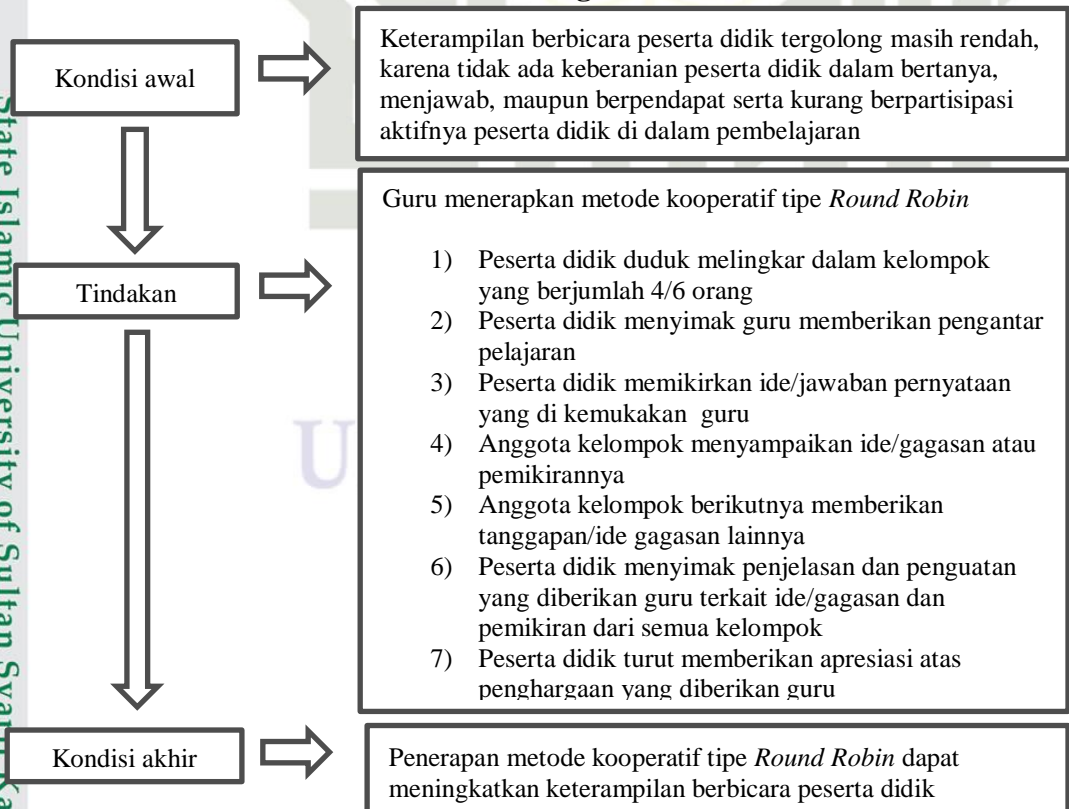 Kondisi awal
Keterampilan berbicara peserta didik tergolong masih rendah,
karena tidak ada keberanian peserta didik dalam bertanya,
menjawab, maupun berpendapat serta kurang berpartisipasi
aktifnya peserta didik di dalam pembelajaran
Tindakan
Guru menerapkan metode kooperatif tipe Round Robin
1) Peserta didik duduk melingkar dalam kelompok
yang berjumlah 4/6 orang
2) Peserta didik menyimak guru memberikan pengantar
pelajaran
3) Peserta didik memikirkan ide/jawaban pernyataan
yang di kemukakan guru
4) Anggota kelompok menyampaikan ide/gagasan atau
pemikirannya
5) Anggota kelompok berikutnya memberikan
tanggapan/ide gagasan lainnya
6) Peserta didik menyimak penjelasan dan penguatan
yang diberikan guru terkait ide/gagasan dan
pemikiran dari semua kelompok
7) Peserta didik turut memberikan apresiasi atas
penghargaan yang diberikan guru
Kondisi akhir
Penerapan metode kooperatif tipe Round Robin dapat
meningkatkan keterampilan berbicara peserta didik
State Islamic University of Sultan
U